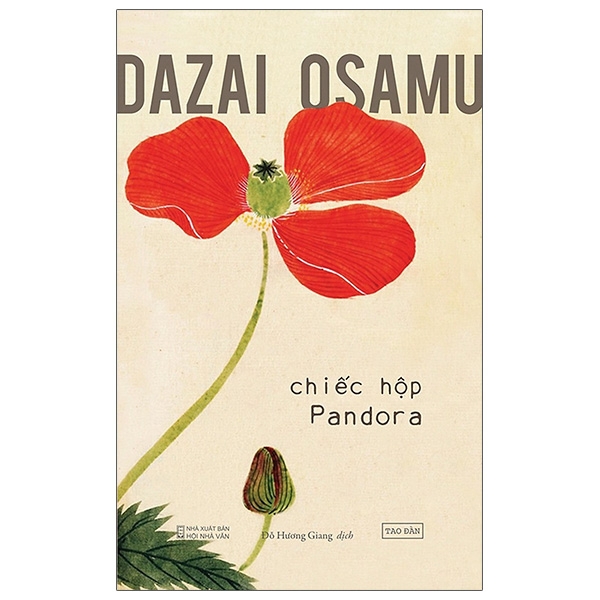 DAZAI OSAMU
chiếc hộp
Pandora
NHÀ XUẤT BẢN
HỘI NHÀ VĂN
Đỗ Hương Giang dịch
TAO ĐÀN